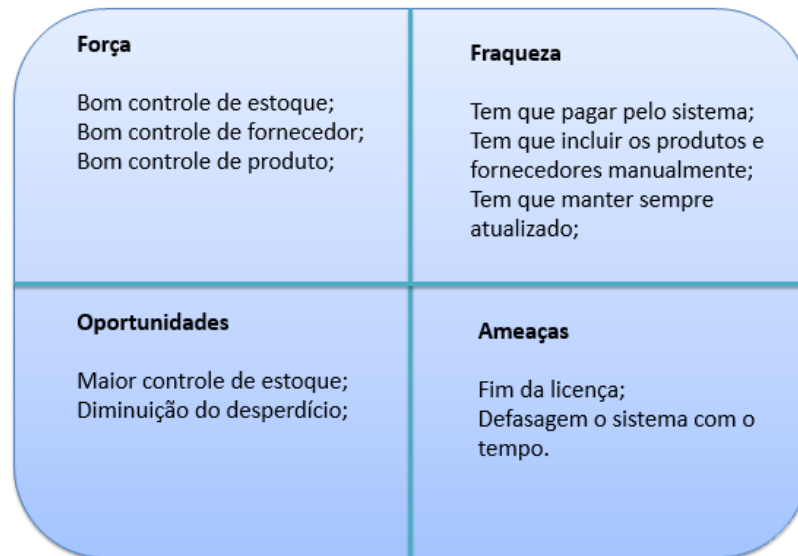 Força
Bom controle de estoque;
Bom controle de fornecedor;
Bom controle de produto;
Fraqueza
Tem que pagar pelo sistema;
Tem que incluir os produtos e
fornecedores manualmente;
Tem que manter sempre
atualizado;
Oportunidades
Maior controle de estoque;
Diminuição do desperdício;
Ameaças
Fim da licença;
Defasagem o sistema com o
tempo.